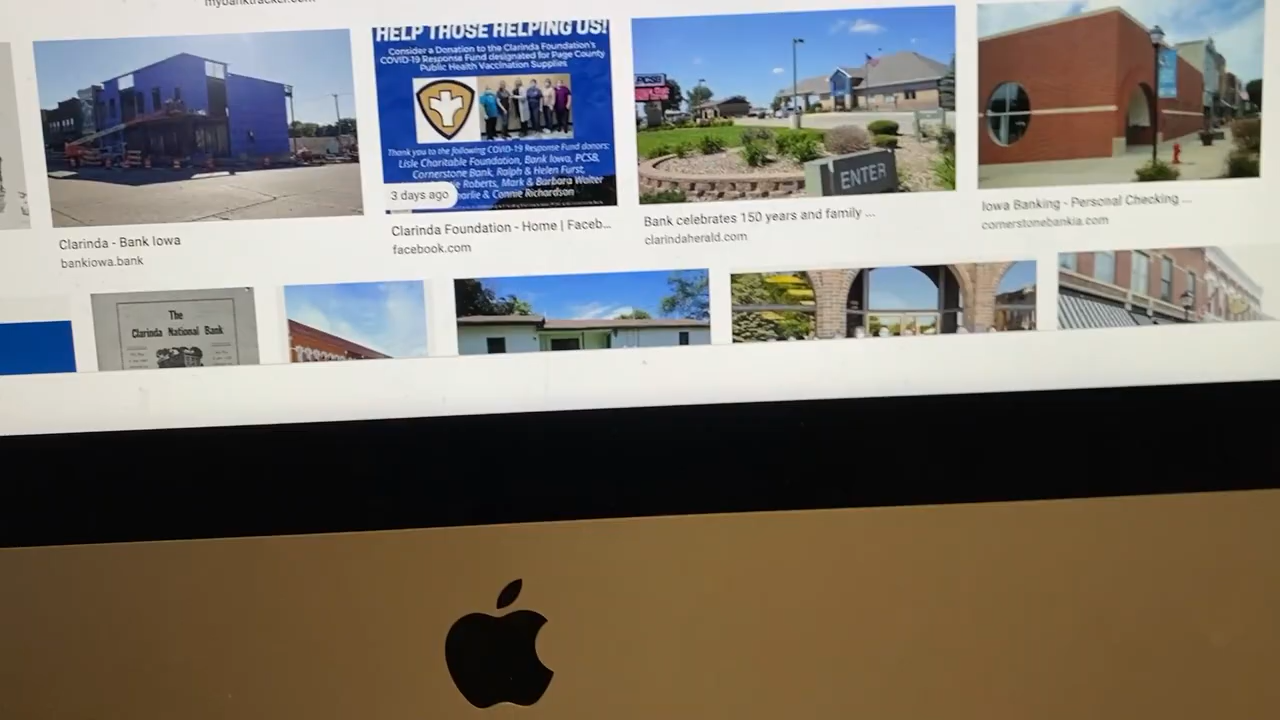 mybanktracker.com
HELP THOSE HELPING US!
Consider a Donation to the Clarinda Foundation's
COVID-19 Response Fund designated for Page County
Public Health Vaccination Supplies
Thank you to the following COVID-19 Response Fund donors:
Lisle Charitable Foundation, Bank Iowa, PCSB,
Cornerstone Bank, Ralph & Helen Furst,
Roberts, Mark & Barbara Walter
& Connie Richardson
3 days ago
PCSB
ENTER
Clarinda - Bank Iowa
bankiowa.bank
Clarinda Foundation - Home | Faceb...
facebook.com
Bank celebrates 150 years and family ...
clarindaherald.com
Iowa Banking - Personal Checking ...
cornerstonebankia.com
The
Clarinda National Bank